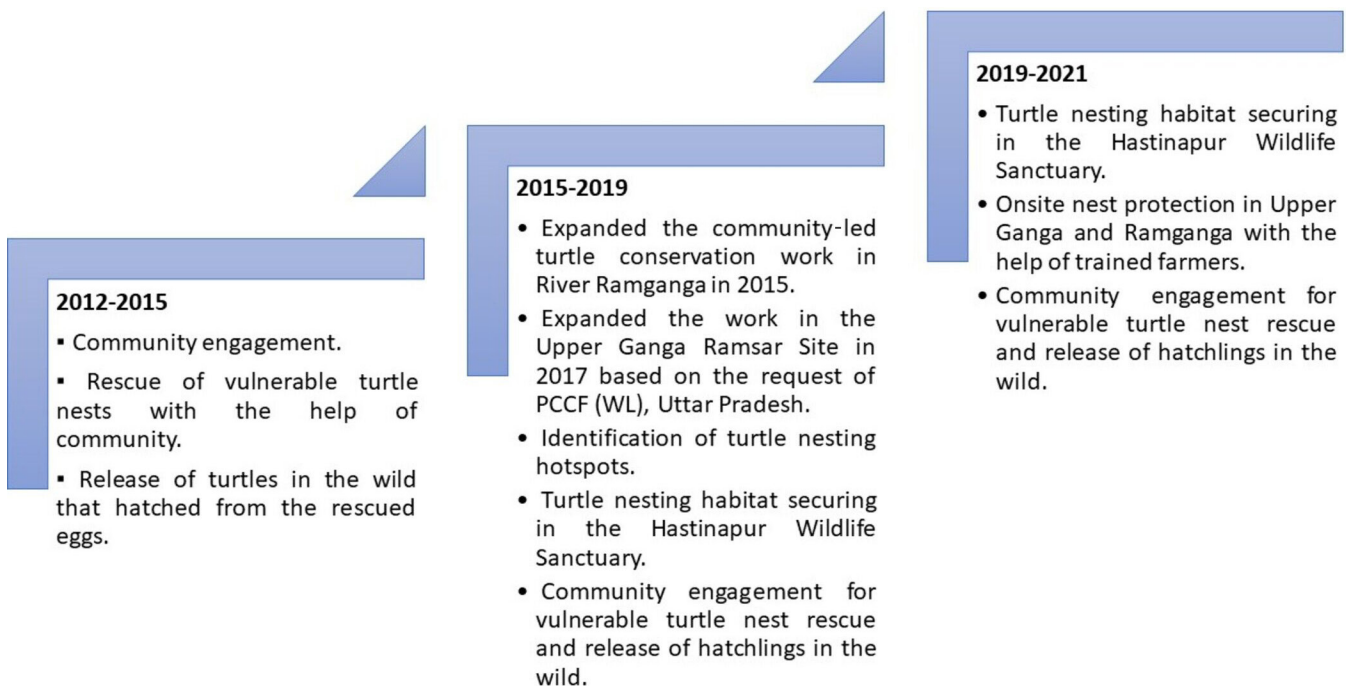 2012-2015
▪ Community engagement.
▪ Rescue of vulnerable turtle
nests with the help of
community.
▪ Release of turtles in the wild
that hatched from the rescued
eggs.
2015-2019
• Expanded the community-led
turtle conservation work in
River Ramganga in 2015.
• Expanded the work in the
Upper Ganga Ramsar Site in
2017 based on the request of
PCCF (WL), Uttar Pradesh.
• Identification of turtle nesting
hotspots.
• Turtle nesting habitat securing
in the Hastinapur Wildlife
Sanctuary.
• Community engagement for
vulnerable turtle nest rescue
and release of hatchlings in the
wild.
2019-2021
• Turtle nesting habitat securing
in the Hastinapur Wildlife
Sanctuary.
• Onsite nest protection in Upper
Ganga and Ramganga with the
help of trained farmers.
• Community engagement for
vulnerable turtle nest rescue
and release of hatchlings in the
wild.